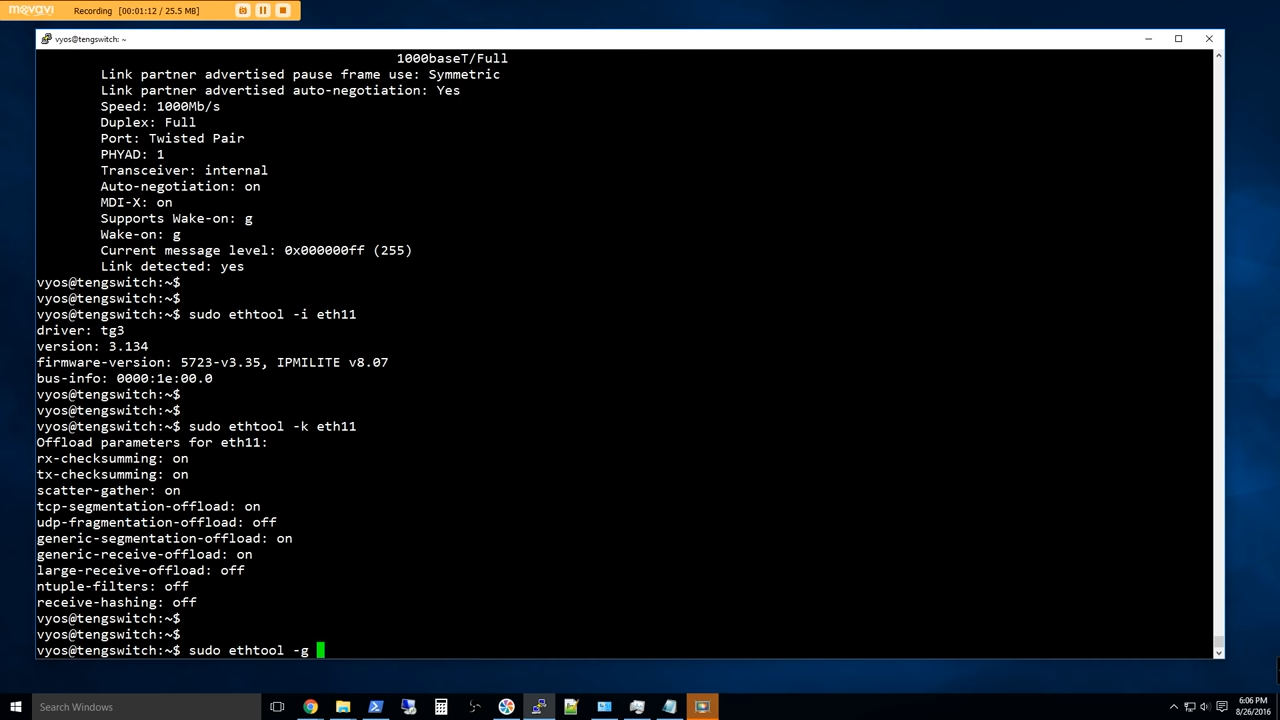 movavi Recording [00:01:12 / 25.5 MB]
vyos@tengswitch: ~
1000baseT/Full
Link partner advertised pause frame use: Symmetric
Link partner advertised auto-negotiation: Yes
Speed: 1000Mb/s
Duplex: Full
Port: Twisted Pair
PHYAD: 1
Transceiver: internal
Auto-negotiation: on
MDI-X: on
Supports Wake-on: g
Wake-on: g
Current message level: 0x000000ff (255)
Link detected: yes
vyos@tengswitch:~$
vyos@tengswitch:~$
vyos@tengswitch:~$ sudo ethtool -i eth11
driver: tg3
version: 3.134
firmware-version: 5723-v3.35, IPMILITE v8.07
bus-info: 0000:1e:00.0
vyos@tengswitch:~$
vyos@tengswitch:~$
vyos@tengswitch:~$ sudo ethtool -k eth11
Offload parameters for eth11:
rx-checksumming: on
tx-checksumming: on
scatter-gather: on
tcp-segmentation-offload: on
udp-fragmentation-offload: off
generic-segmentation-offload: on
generic-receive-offload: on
large-receive-offload: off
ntuple-filters: off
receive-hashing: off
vyos@tengswitch:~$
vyos@tengswitch:~$
vyos@tengswitch:~$ sudo ethtool -g
Search Windows
6:06 PM
8/26/2016